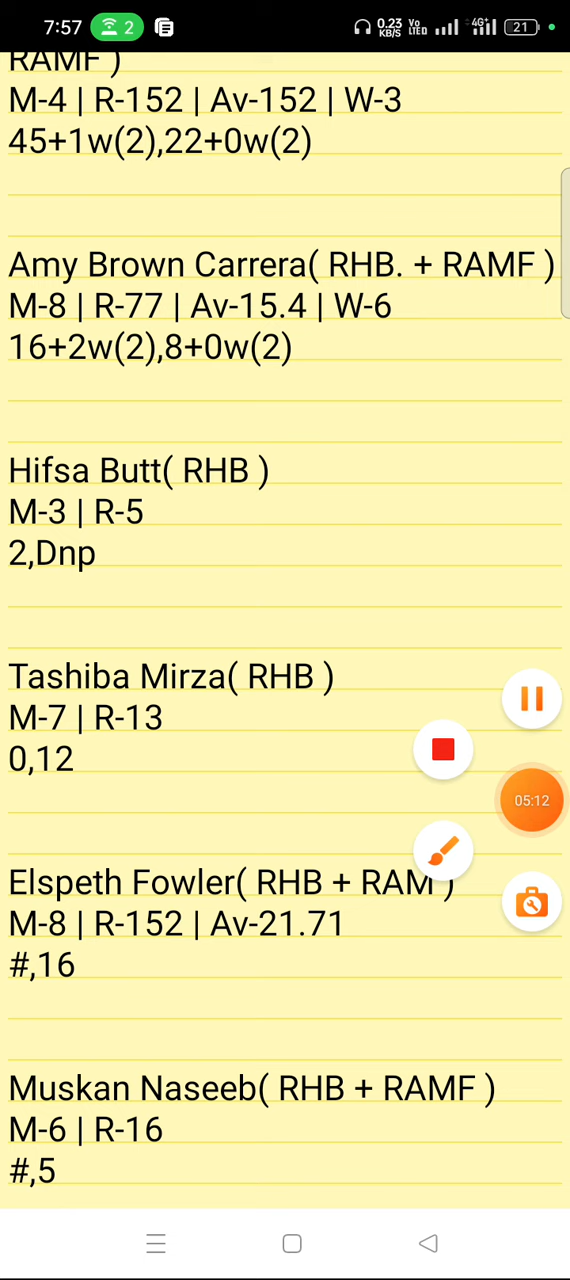 7:57 2 0.23 KB/S Vo LTED 4G+ 21
RAMF )
M-4 | R-152 | Av-152 | W-3
45+1w(2),22+0w(2)
Amy Brown Carrera( RHB. + RAMF )
M-8 | R-77 | Av-15.4 | W-6
16+2w(2),8+0w(2)
Hifsa Butt( RHB )
M-3 | R-5
2,Dnp
Tashiba Mirza( RHB )
M-7 | R-13
0,12
05:12
Elspeth Fowler( RHB + RAM )
M-8 | R-152 | Av-21.71
#,16
Muskan Naseeb( RHB + RAMF )
M-6 | R-16
#,5